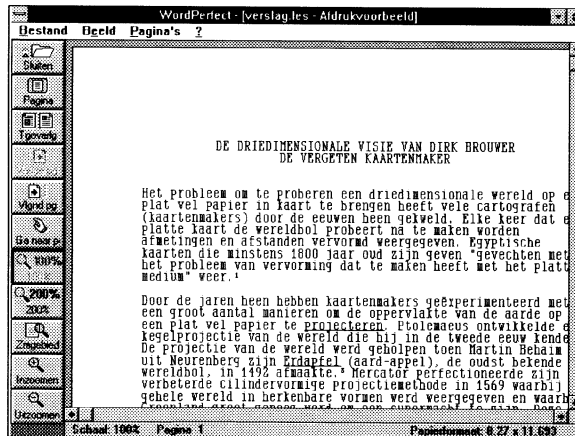 WordPerfect - [verslag.les - Afdrukvoorbeeld]
Bestand Beeld Pagina's ?
Sluiten
Pagina
Tgoverlg
Vlgnd pg
Ga naar p
100%
200%
200%
Zmgebied
Inzoomen
Uitzoomen
DE DRIEDIMENSIONALE VISIE VAN DIRK BROUWER
DE VERGETEN KAARTENMAKER
Het probleem om te proberen een driedimensionale wereld op e
plat vel papier in kaart te brengen heeft vele cartografen
(kaartenmakers) door de eeuwen heen gekweld. Elke keer dat e
platte kaart de wereldbol probeert na te maken worden
afmetingen en afstanden vervormd weergegeven. Egyptische
kaarten die minstens 1800 jaar oud zijn geven "gevechten met
het probleem van vervorming dat te maken heeft met het platt
medium" weer.¹
Door de jaren heen hebben kaartenmakers geëxperimenteerd met
een groot aantal manieren om de oppervlakte van de aarde op
een plat vel papier te projecteren. Ptolemaeus ontwikkelde e
kegelprojectie van de wereld die hij in de tweede eeuw kende
De projectie van de wereld werd geholpen toen Martin Behaim
uit Neurenberg zijn Erdapfel (aard-appel), de oudst bekende
wereldbol, in 1492 afmaakte. Mercator perfectioneerde zijn
verbeterde cilindervormige projectiemethode in 1569 waarbij
gehele wereld in herkenbare vormen werd weergegeven en waarb
Schaal: 100% Pagina 1 Papierformaat: 8.27 x 11.693